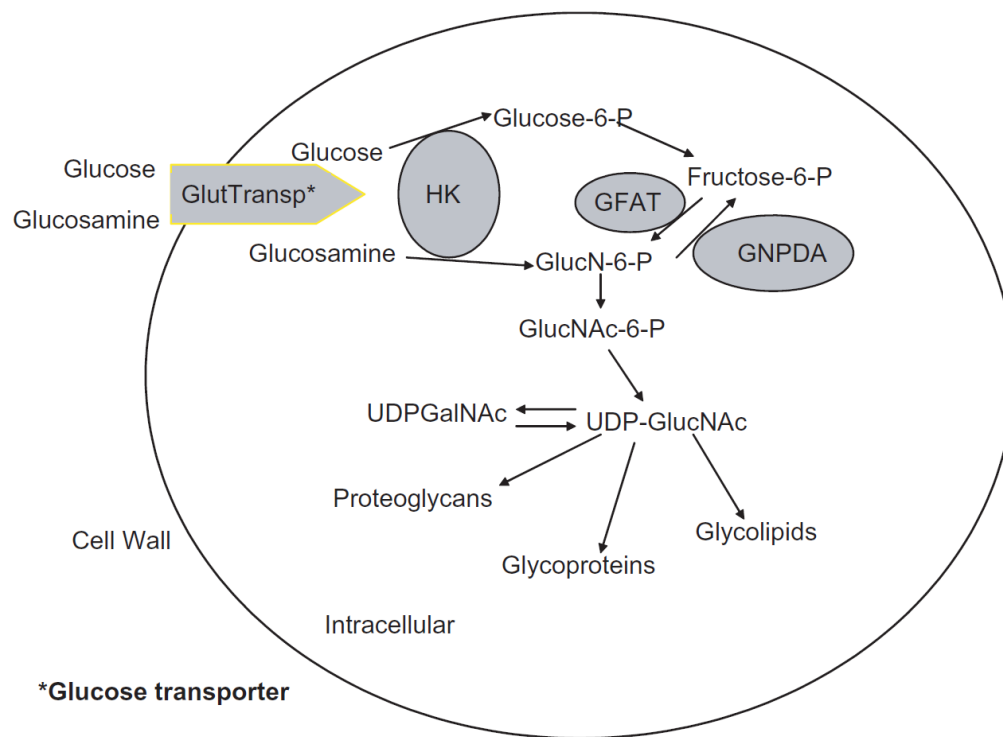 Glucose-6-P
Glucose
Glucose
GlutTransp*
HK
Fructose-6-P
GFAT
Glucosamine
Glucosamine
GlucN-6-P
GNPDA
GlucNAc-6-P
UDPGalNAc
UDP-GlucNAc
Proteoglycans
Glycolipids
Cell Wall
Glycoproteins
Intracellular
*Glucose transporter